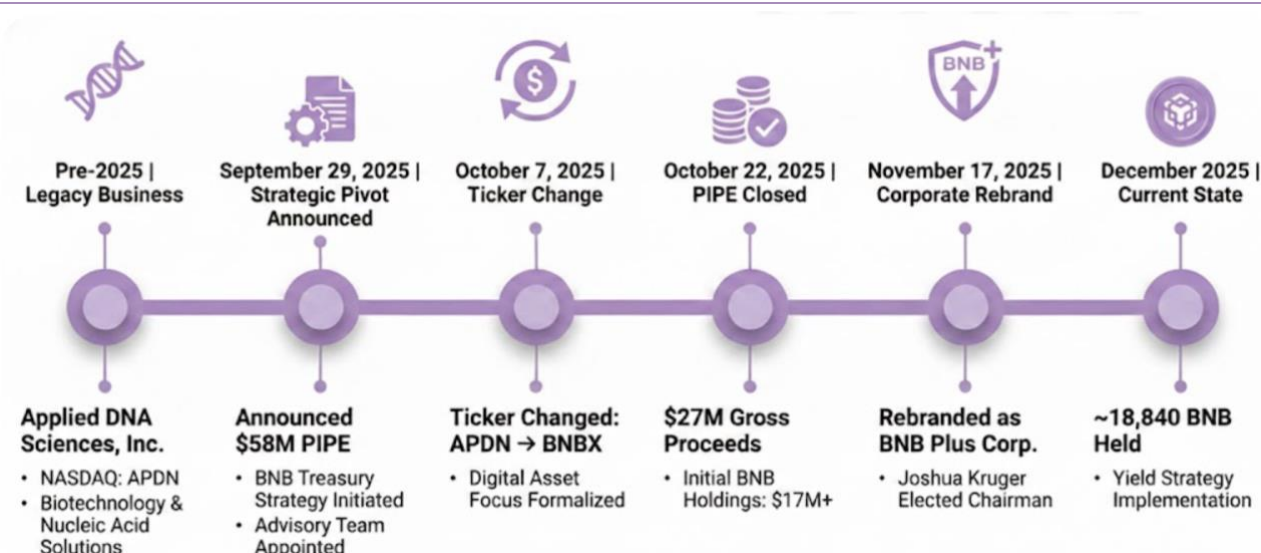 BNB
$
Pre-2025 |
Legacy Business
September 29, 2025 |
Strategic Pivot
Announced
October 7, 2025 |
Ticker Change
October 22, 2025 |
PIPE Closed
November 17, 2025 |
Corporate Rebrand
December 2025 |
Current State
Applied DNA
Sciences, Inc.
• NASDAQ: APDN
• Biotechnology &
Nucleic Acid
Solutions
Announced
$58M PIPE
• BNB Treasury
Strategy Initiated
• Advisory Team
Appointed
Ticker Changed:
APDN → BNBX
• Digital Asset
Focus Formalized
$27M Gross
Proceeds
• Initial BNB
Holdings: $17M+
Rebranded as
BNB Plus Corp.
• Joshua Kruger
Elected Chairman
~18,840 BNB
Held
• Yield Strategy
Implementation